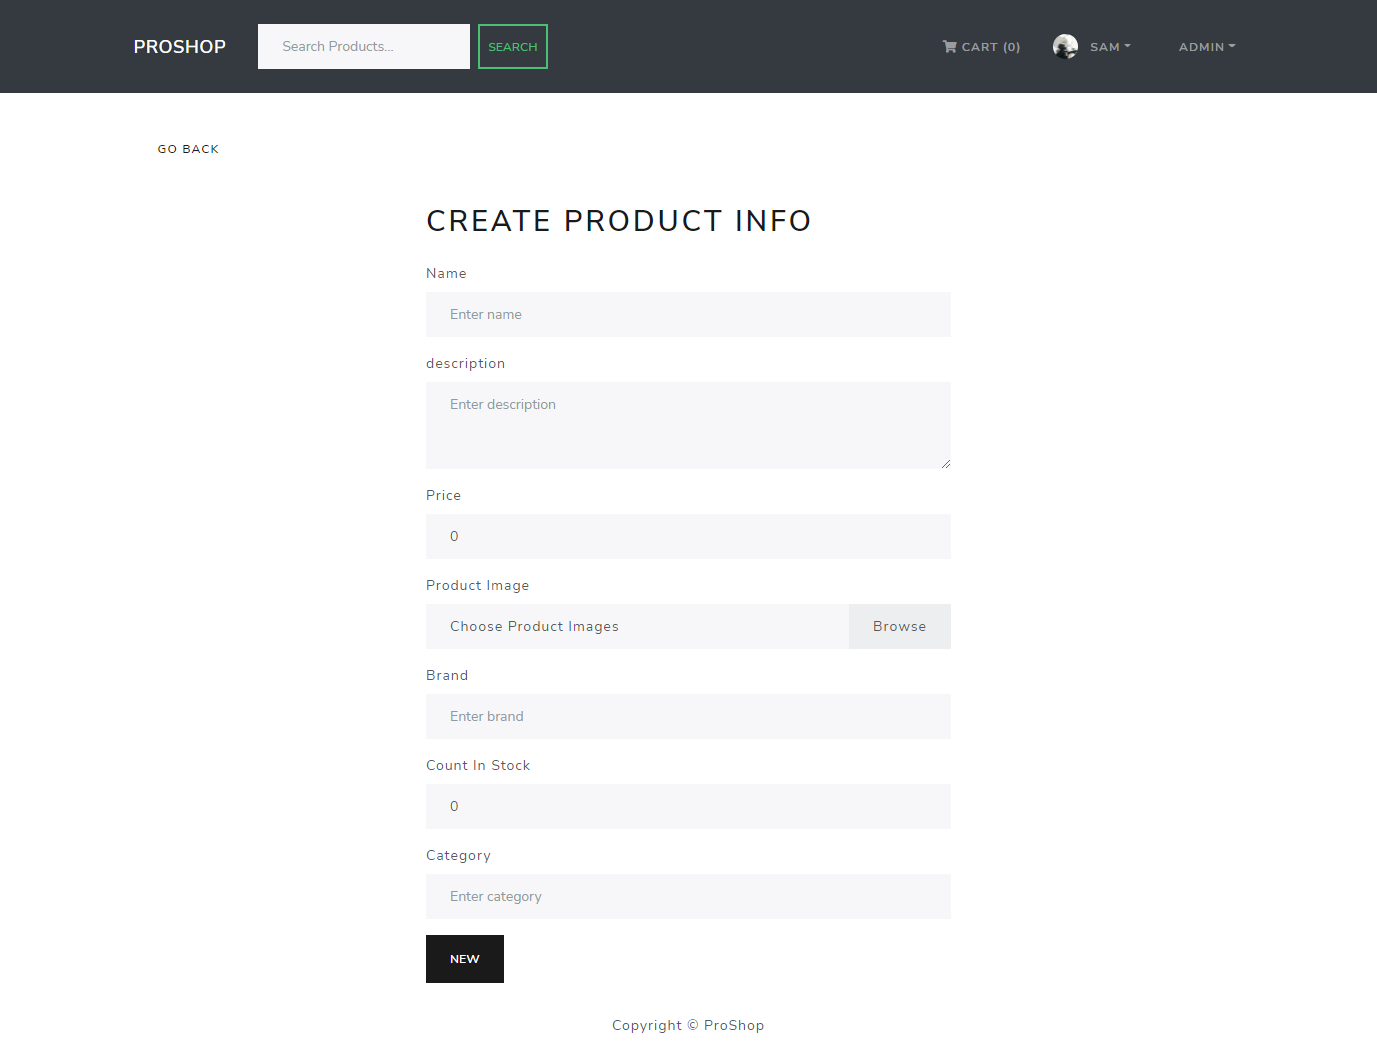 PROSHOP
Search Products...
SEARCH
CART (0)
SAM
ADMIN
GO BACK
CREATE PRODUCT INFO
Name
Enter name
description
Enter description
Price
0
Product Image
Choose Product Images
Browse
Brand
Enter brand
Count In Stock
0
Category
Enter category
NEW
Copyright © ProShop